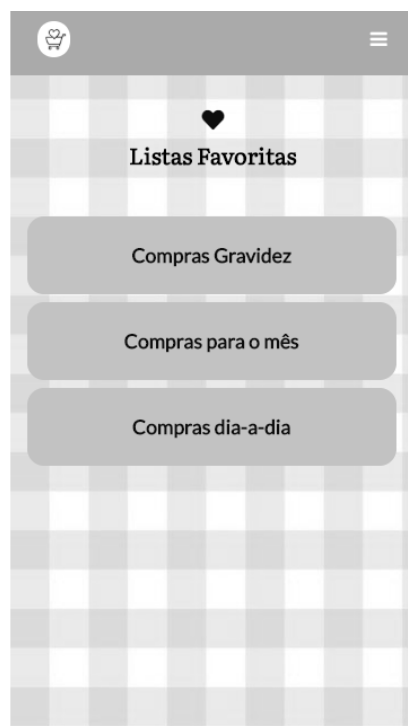 Listas Favoritas
Compras Gravidez
Compras para o mês
Compras dia-a-dia